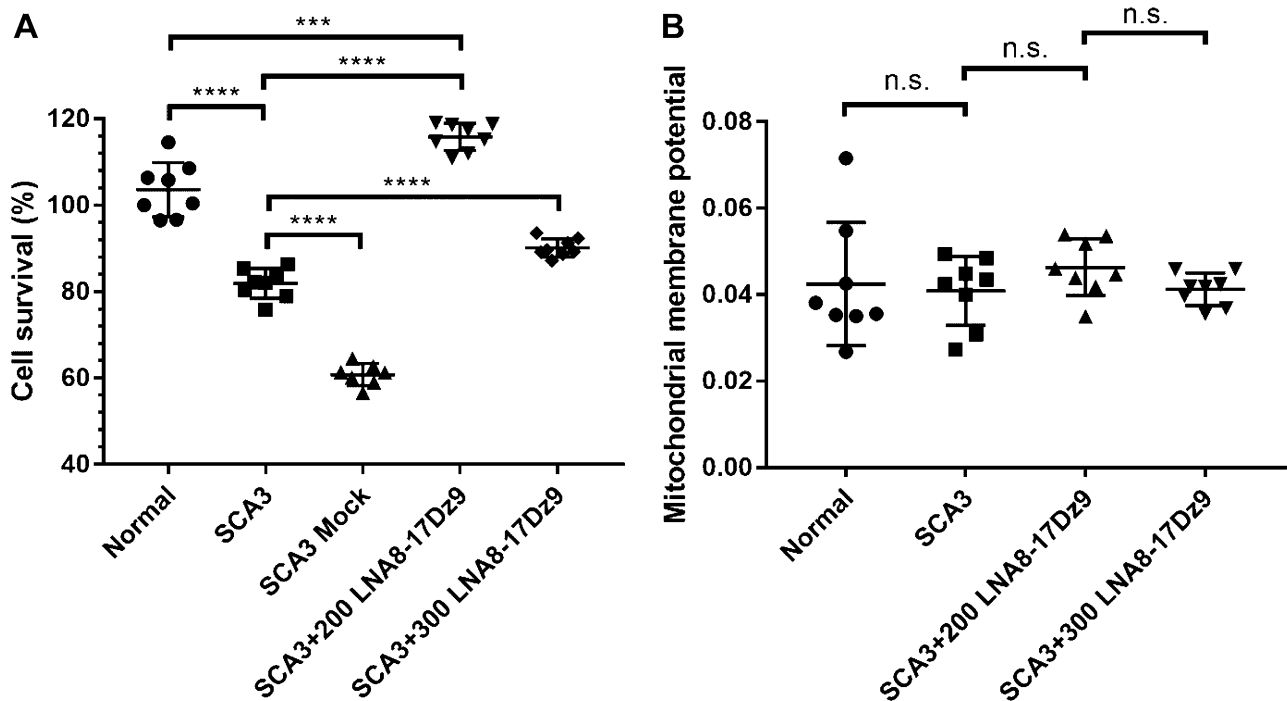 A
***
****
****
****
****
Cell survival (%)
120
100
80
60
40
Normal
SCA3
SCA3 Mock
SCA3+200 LNA8-17Dz9
SCA3+300 LNA8-17Dz9
B
n.s.
n.s.
n.s.
Mitochondrial membrane potential
0.08
0.06
0.04
0.02
0.00
Normal
SCA3
SCA3+200 LNA8-17Dz9
SCA3+300 LNA8-17Dz9